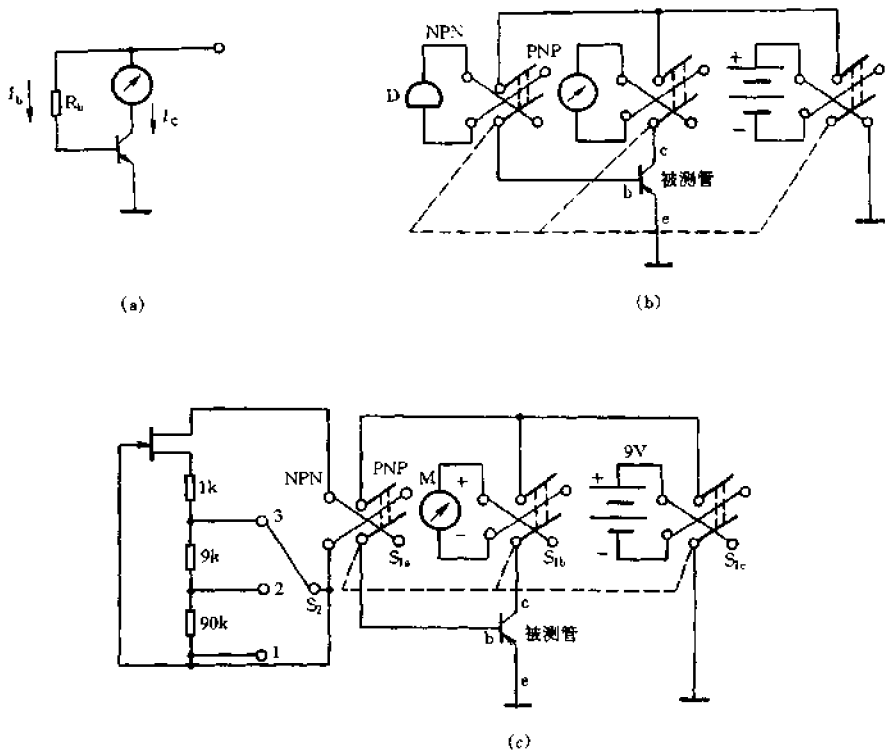 I_b
R_b
I_c
(a)
NPN
D
PNP
+
−
c
b
被测管
e
(b)
1k
9k
90k
3
2
1
S_2
NPN
PNP
S_1a
M
+
−
S_1b
9V
+
−
S_1c
c
b
被测管
e
(c)